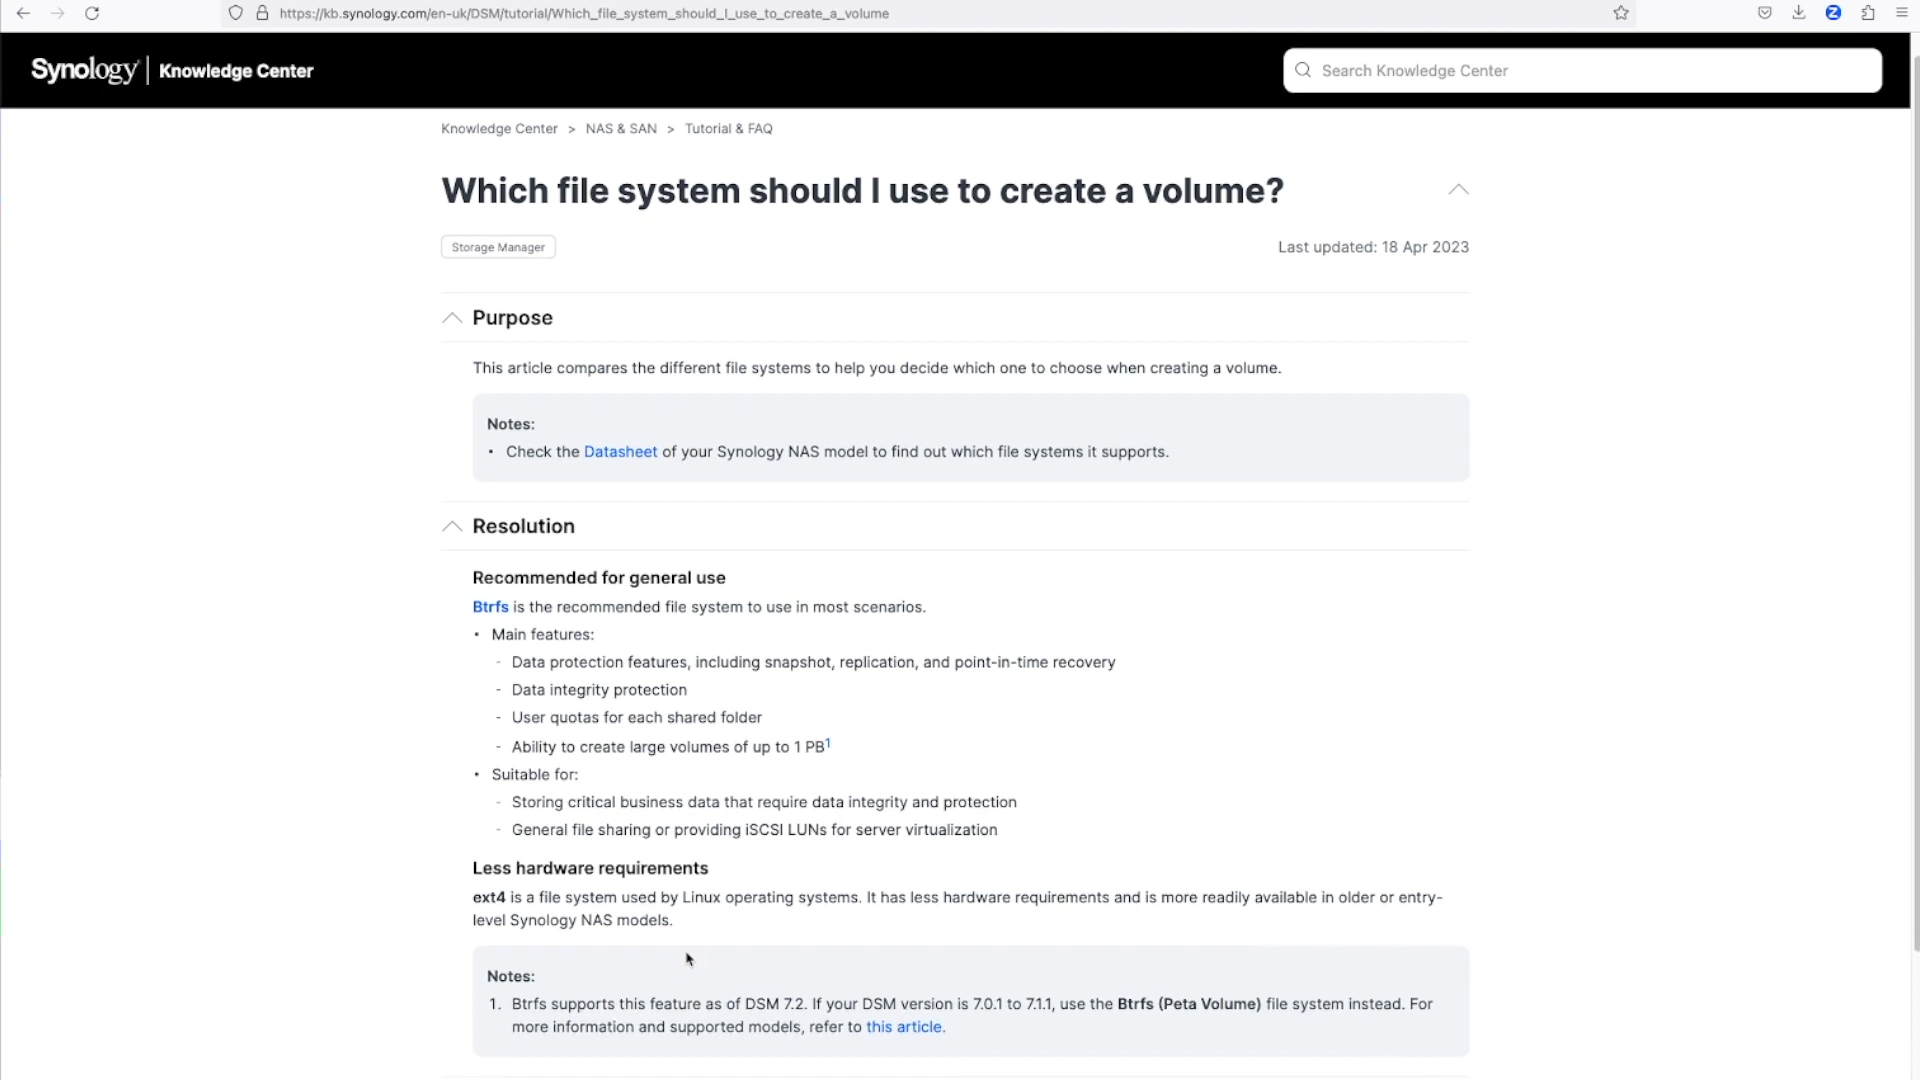 https://kb.synology.com/en-uk/DSM/tutorial/Which_file_system_should_I_use_to_create_a_volume
Synology | Knowledge Center
Search Knowledge Center
Knowledge Center > NAS & SAN > Tutorial & FAQ
Which file system should I use to create a volume?
Storage Manager
Last updated: 18 Apr 2023
Purpose
This article compares the different file systems to help you decide which one to choose when creating a volume.
Notes:
• Check the Datasheet of your Synology NAS model to find out which file systems it supports.
Resolution
Recommended for general use
Btrfs is the recommended file system to use in most scenarios.
• Main features:
- Data protection features, including snapshot, replication, and point-in-time recovery
- Data integrity protection
- User quotas for each shared folder
- Ability to create large volumes of up to 1 PB1
• Suitable for:
- Storing critical business data that require data integrity and protection
- General file sharing or providing iSCSI LUNs for server virtualization
Less hardware requirements
ext4 is a file system used by Linux operating systems. It has less hardware requirements and is more readily available in older or entry-
level Synology NAS models.
Notes:
1. Btrfs supports this feature as of DSM 7.2. If your DSM version is 7.0.1 to 7.1.1, use the Btrfs (Peta Volume) file system instead. For
more information and supported models, refer to this article.